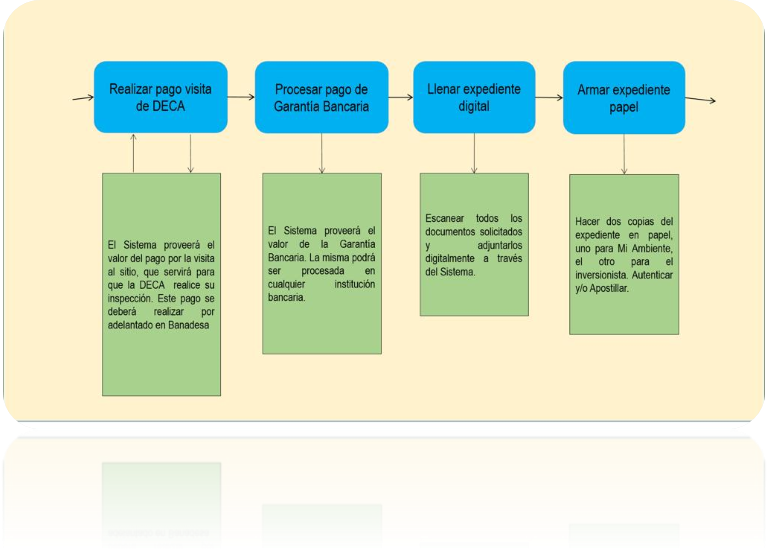 Realizar pago visita
de DECA
Procesar pago de
Garantía Bancaria
Llenar expediente
digital
Armar expediente
papel
El Sistema proveerá el
valor del pago por la visita
al sitio, que servirá para
que la DECA realice su
inspección. Este pago se
deberá realizar por
adelantado en Banadesa
El Sistema proveerá el
valor de la Garantía
Bancaria. La misma podrá
ser procesada en
cualquier institución
bancaria.
Escanear todos los
documentos solicitados
y adjuntarlos
digitalmente a través
del Sistema.
Hacer dos copias del
expediente en papel,
uno para Mi Ambiente,
el otro para el
inversionista. Autenticar
y/o Apostillar.